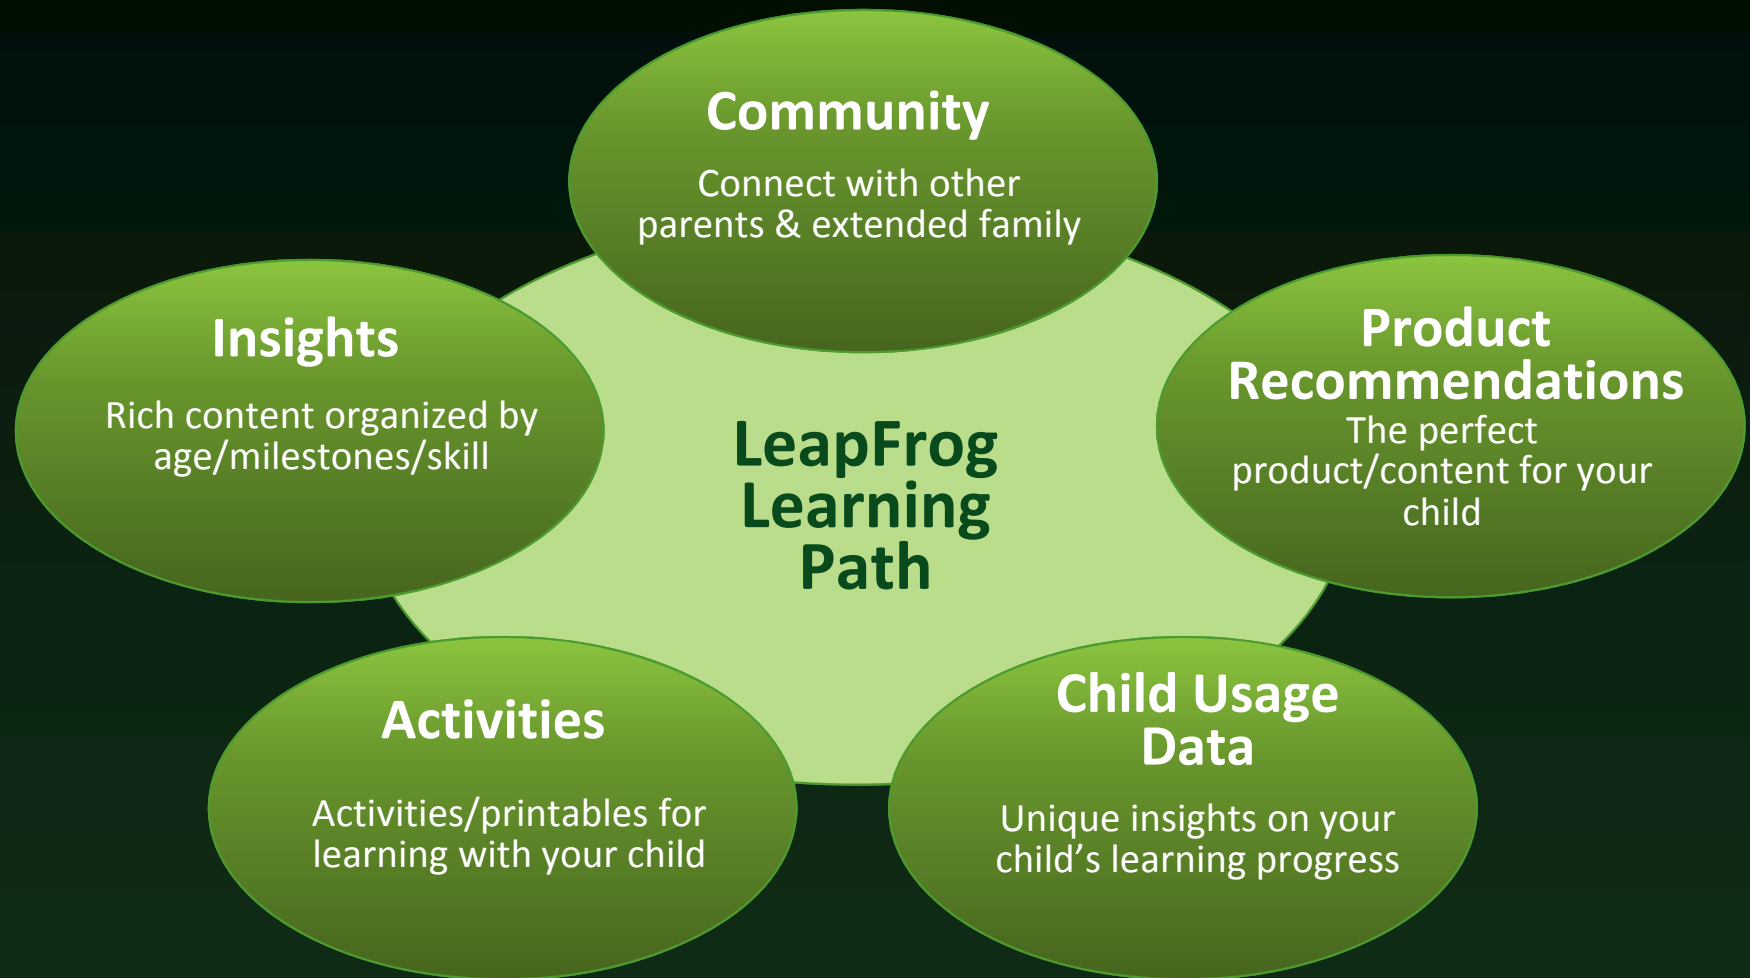 Community
Connect with other
parents & extended family
Insights
Rich content organized by
age/milestones/skill
Product
Recommendations
The perfect
product/content for your
child
LeapFrog
Learning
Path
Activities
Activities/printables for
learning with your child
Child Usage
Data
Unique insights on your
child’s learning progress